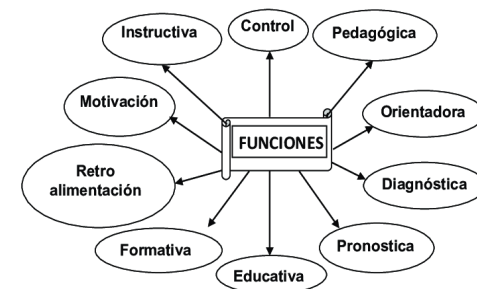 Instructiva
Control
Pedagógica
Motivación
Orientadora
FUNCIONES
Retro
alimentación
Diagnóstica
Formativa
Educativa
Pronostica